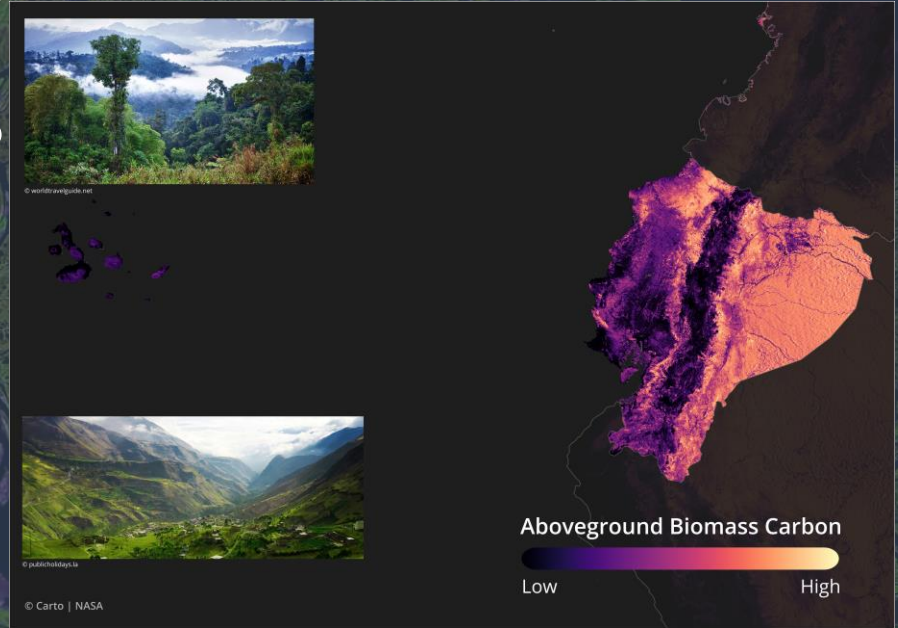 © worldtravelguide.net
© publicholidays.la
© Carto | NASA
Aboveground Biomass Carbon
Low
High